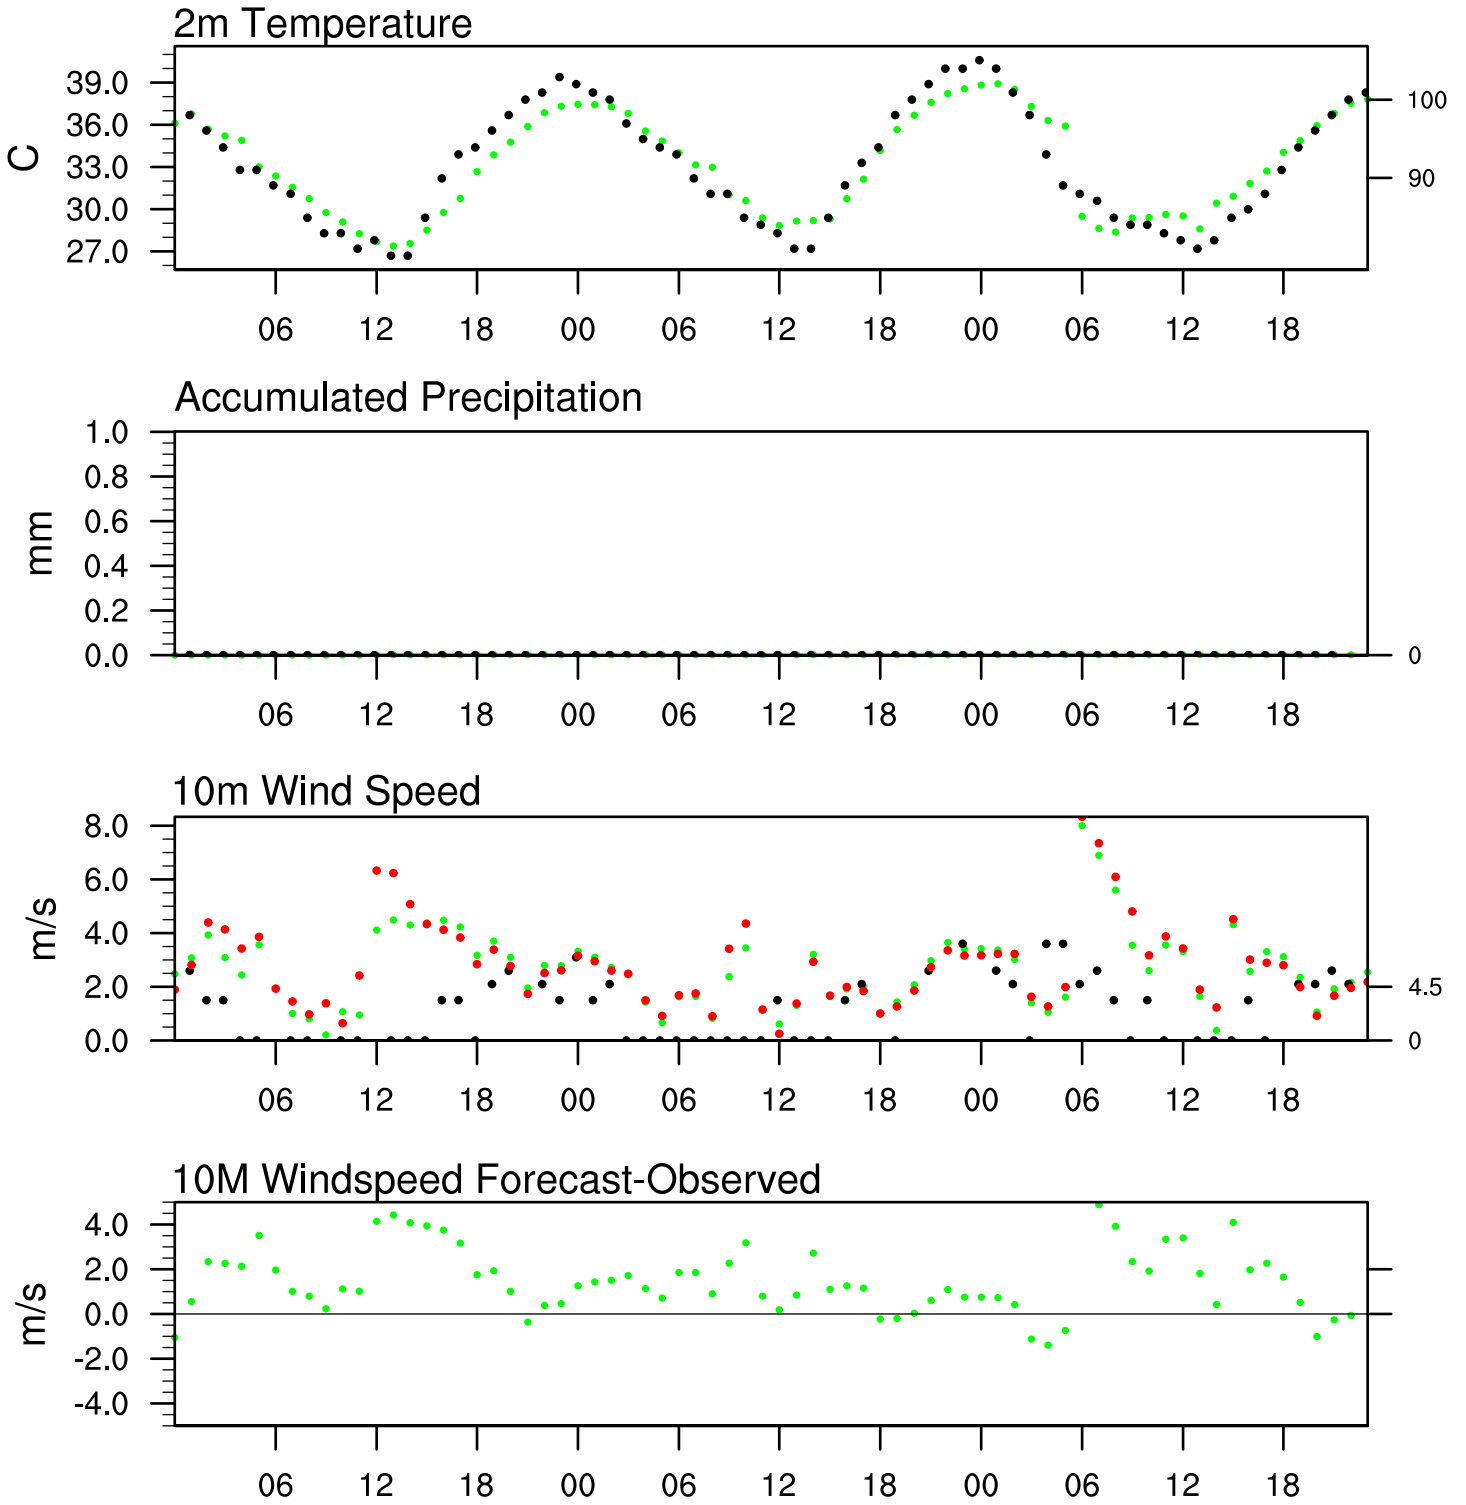 2m Temperature
39.0
36.0
33.0
30.0
27.0
C
100
90
06 12 18 00 06 12 18 00 06 12 18
Accumulated Precipitation
1.0
0.8
0.6
0.4
0.2
0.0
mm
0
06 12 18 00 06 12 18 00 06 12 18
10m Wind Speed
8.0
6.0
4.0
2.0
0.0
m/s
4.5
0
06 12 18 00 06 12 18 00 06 12 18
10M Windspeed Forecast-Observed
4.0
2.0
0.0
-2.0
-4.0
m/s
06 12 18 00 06 12 18 00 06 12 18